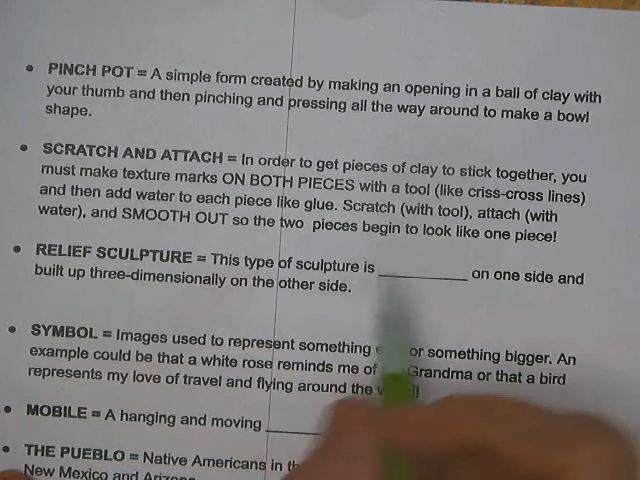 • PINCH POT = A simple form created by making an opening in a ball of clay with
your thumb and then pinching and pressing all the way around to make a bowl
shape.
• SCRATCH AND ATTACH = In order to get pieces of clay to stick together, you
must make texture marks ON BOTH PIECES with a tool (like criss-cross lines)
and then add water to each piece like glue. Scratch (with tool), attach (with
water), and SMOOTH OUT so the two pieces begin to look like one piece!
• RELIEF SCULPTURE = This type of sculpture is __________ on one side and
built up three-dimensionally on the other side.
• SYMBOL = Images used to represent something or something bigger. An
example could be that a white rose reminds me of Grandma or that a bird
represents my love of travel and flying around the
• MOBILE = A hanging and moving ______
• THE PUEBLO = Native Americans in
New Mexico and Arizona